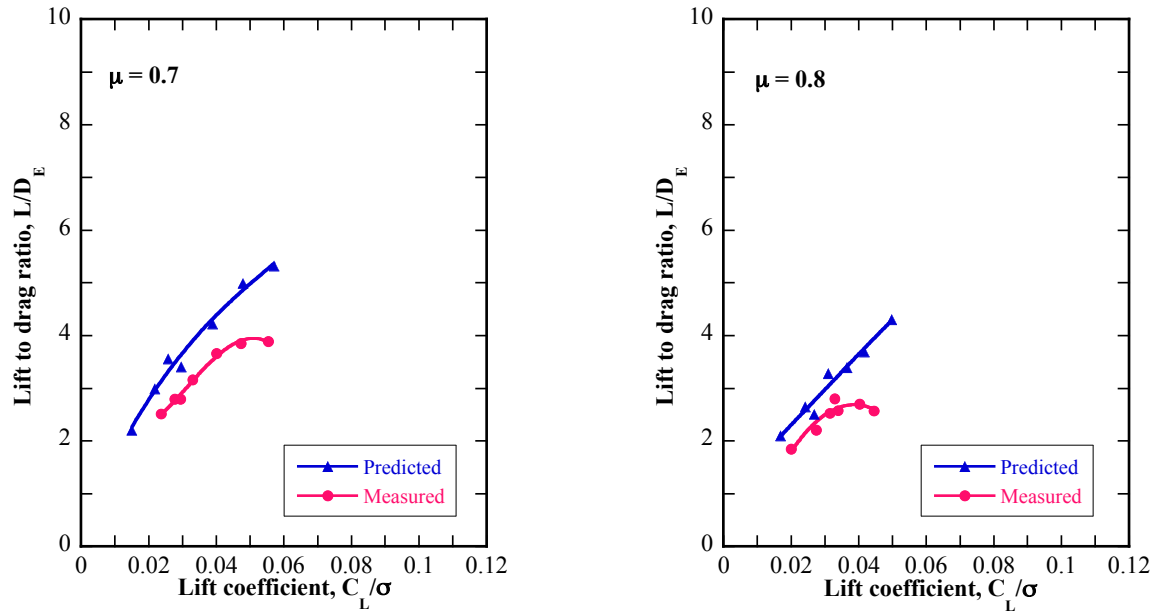 10
8
6
4
2
0
Lift to drag ratio, L/D_E
μ = 0.7
Predicted
Measured
0 0.02 0.04 0.06 0.08 0.1 0.12
Lift coefficient, C_L/σ
10
8
6
4
2
0
Lift to drag ratio, L/D_E
μ = 0.8
Predicted
Measured
0 0.02 0.04 0.06 0.08 0.1 0.12
Lift coefficient, C_L/σ